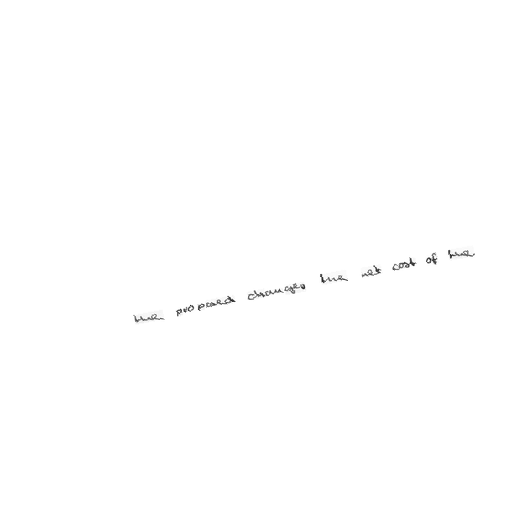 the proposed changes the net cost of the